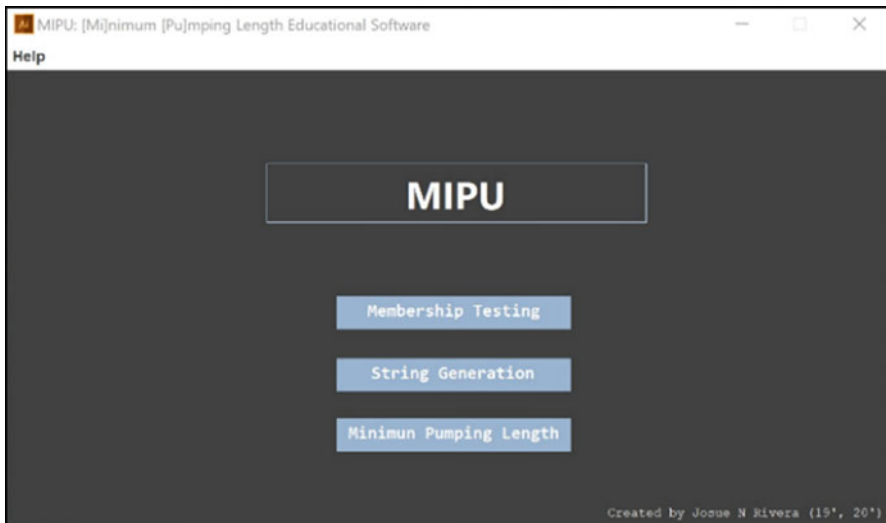 MIPU: [Mi]nimum [Pu]mping Length Educational Software
Help
MIPU
Membership Testing
String Generation
Minimun Pumping Length
Created by Josue N Rivera (19', 20')